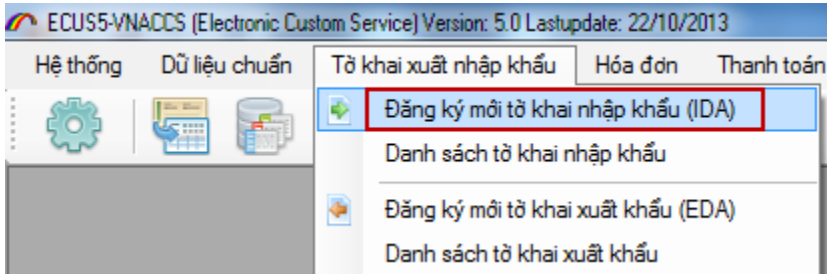 ECUS5-VNACCS (Electronic Custom Service) Version: 5.0 Lastupdate: 22/10/2013
Hệ thống Dữ liệu chuẩn Tờ khai xuất nhập khẩu Hóa đơn Thanh toán
Đăng ký mới tờ khai nhập khẩu (IDA)
Danh sách tờ khai nhập khẩu
Đăng ký mới tờ khai xuất khẩu (EDA)
Danh sách tờ khai xuất khẩu